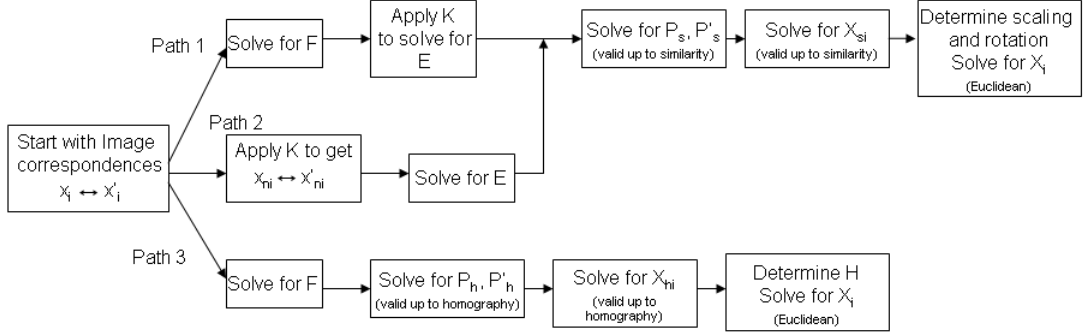 Path 1
Solve for F
Apply K
to solve for
E
Solve for Pₛ, P'ₛ
(valid up to similarity)
Solve for Xₛᵢ
(valid up to similarity)
Determine scaling
and rotation
Solve for Xᵢ
(Euclidean)
Start with Image
correspondences
xᵢ ↔ x'ᵢ
Path 2
Apply K to get
xₙᵢ ↔ x'ₙᵢ
Solve for E
Path 3
Solve for F
Solve for Pₕ, P'ₕ
(valid up to homography)
Solve for Xₕᵢ
(valid up to
homography)
Determine H
Solve for Xᵢ
(Euclidean)